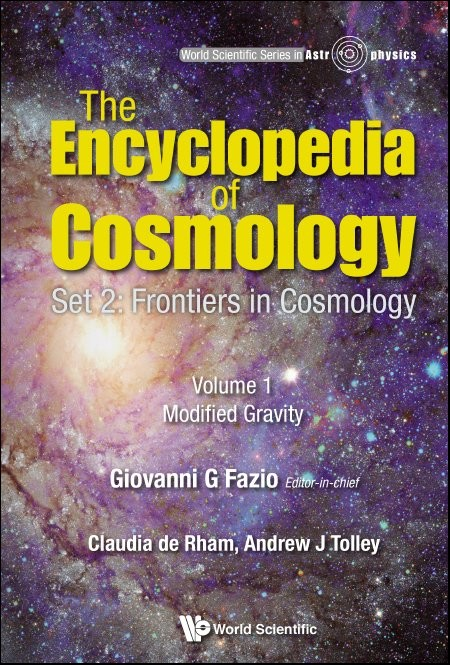 World Scientific Series in Astrophysics
The
Encyclopedia
of
Cosmology
Set 2: Frontiers in Cosmology
Volume 1
Modified Gravity
Giovanni G Fazio Editor-in-chief
Claudia de Rham, Andrew J Tolley
World Scientific